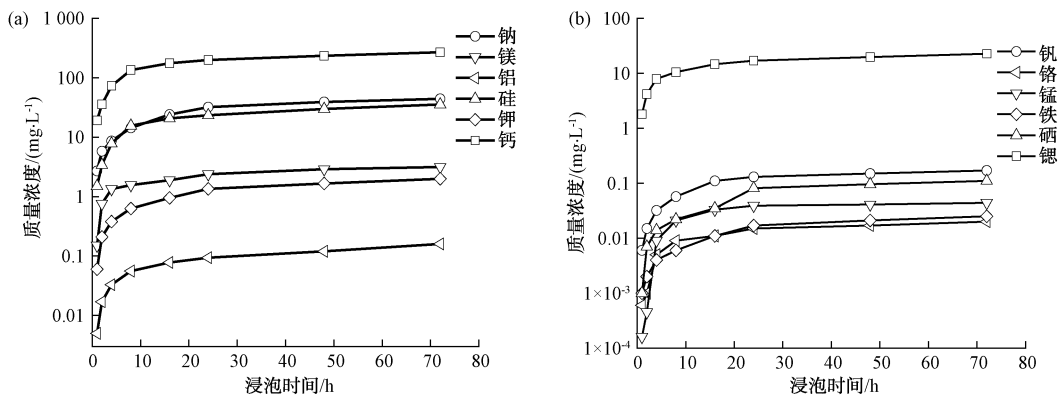 (a)
1 000
100
10
1
0.1
0.01
质量浓度/(mg·L⁻¹)
0 10 20 30 40 50 60 70 80
浸泡时间/h
钠
镁
铝
硅
钾
钙
(b)
100
10
1
0.1
0.01
1×10⁻³
1×10⁻⁴
质量浓度/(mg·L⁻¹)
0 10 20 30 40 50 60 70 80
浸泡时间/h
钒
铬
锰
铁
硒
锶